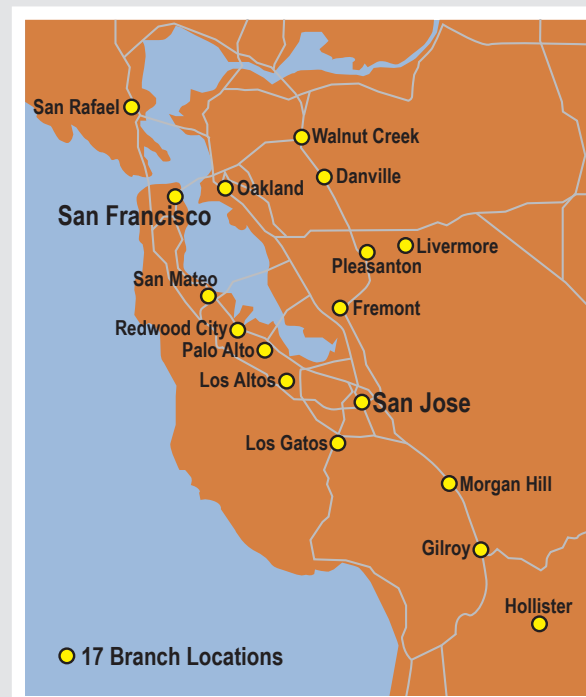 San Rafael
Walnut Creek
Danville
Oakland
San Francisco
Livermore
Pleasanton
San Mateo
Fremont
Redwood City
Palo Alto
Los Altos
San Jose
Los Gatos
Morgan Hill
Gilroy
Hollister
17 Branch Locations